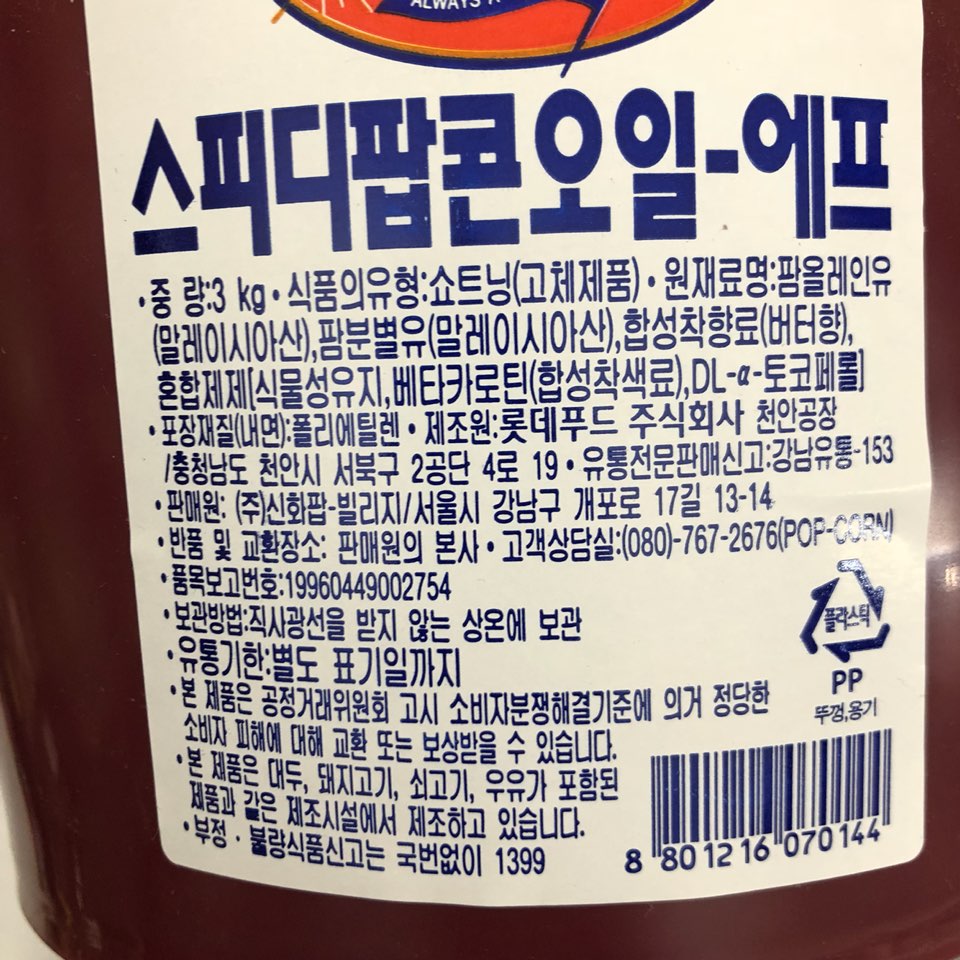 ALWAYS
스피디팝콘오일-에프
•중 량:3 kg•식품의유형:쇼트닝(고체제품)•원재료명:팜올레인유
(말레이시아산),팜분별유(말레이시아산),합성착향료(버터향),
혼합제제[식물성유지,베타카로틴(합성착색료),DL-α-토코페롤]
•포장재질(내면):폴리에틸렌•제조원:롯데푸드 주식회사 천안공장
/충청남도 천안시 서북구 2공단 4로 19•유통전문판매신고:강남유통-153
•판매원: (주)신화팝-빌리지/서울시 강남구 개포로 17길 13-14
•반품 및 교환장소: 판매원의 본사•고객상담실:(080)-767-2676(POP-CORN)
•품목보고번호:19960449002754
•보관방법:직사광선을 받지 않는 상온에 보관
•유통기한:별도 표기일까지
•본 제품은 공정거래위원회 고시 소비자분쟁해결기준에 의거 정당한
소비자 피해에 대해 교환 또는 보상받을 수 있습니다.
•본 제품은 대두, 돼지고기, 쇠고기, 우유가 포함된
제품과 같은 제조시설에서 제조하고 있습니다.
•부정·불량식품신고는 국번없이 1399
플라스틱
PP
뚜껑,용기
8 801216 070144